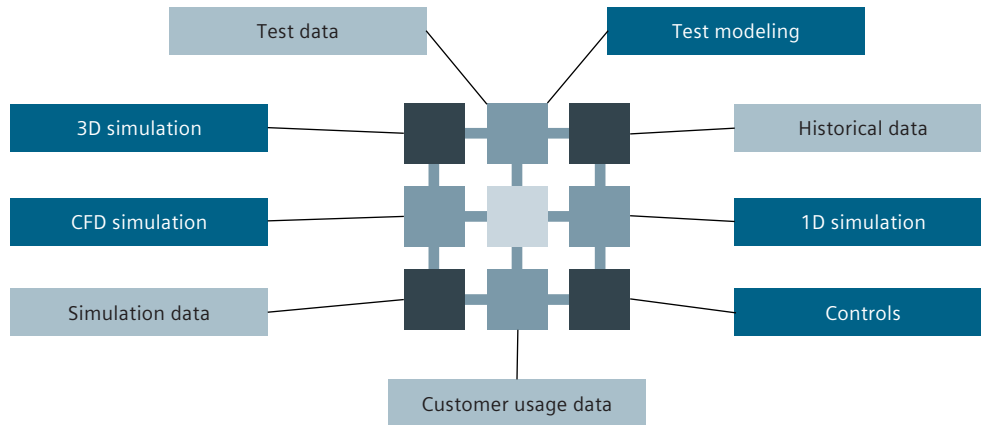 Test data
Test modeling
3D simulation
Historical data
CFD simulation
1D simulation
Simulation data
Controls
Customer usage data